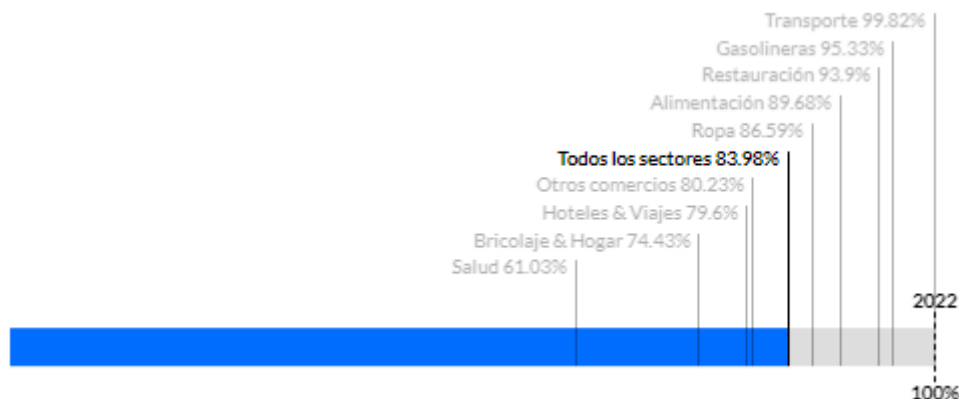 Transporte 99.82%
Gasolineras 95.33%
Restauración 93.9%
Alimentación 89.68%
Ropa 86.59%
Todos los sectores 83.98%
Otros comercios 80.23%
Hoteles & Viajes 79.6%
Bricolaje & Hogar 74.43%
Salud 61.03%
2022
100%